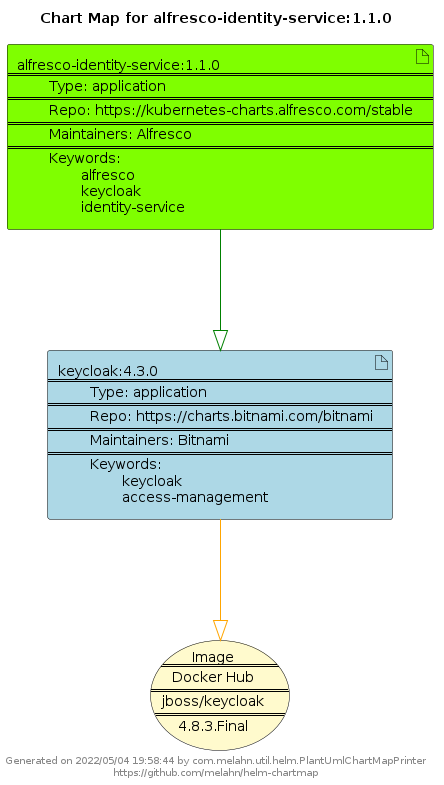 Chart Map for alfresco-identity-service:1.1.0
alfresco-identity-service:1.1.0
Type: application
Repo: https://kubernetes-charts.alfresco.com/stable
Maintainers: Alfresco
Keywords:
alfresco
keycloak
identity-service
keycloak:4.3.0
Type: application
Repo: https://charts.bitnami.com/bitnami
Maintainers: Bitnami
Keywords:
keycloak
access-management
Image
Docker Hub
jboss/keycloak
4.8.3.Final
Generated on 2022/05/04 19:58:44 by com.melahn.util.helm.PlantUmlChartMapPrinter
https://github.com/melahn/helm-chartmap